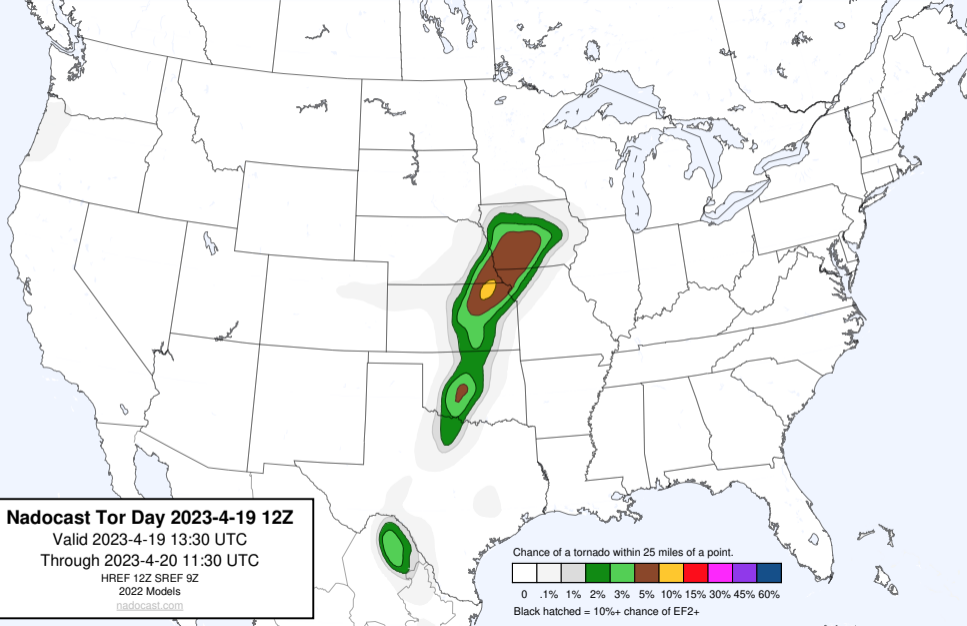 Nadocast Tor Day 2023-4-19 12Z
Valid 2023-4-19 13:30 UTC
Through 2023-4-20 11:30 UTC
HREF 12Z SREF 9Z
2022 Models
nadocast.com
Chance of a tornado within 25 miles of a point.
0 .1% 1% 2% 3% 5% 10% 15% 30% 45% 60%
Black hatched = 10%+ chance of EF2+